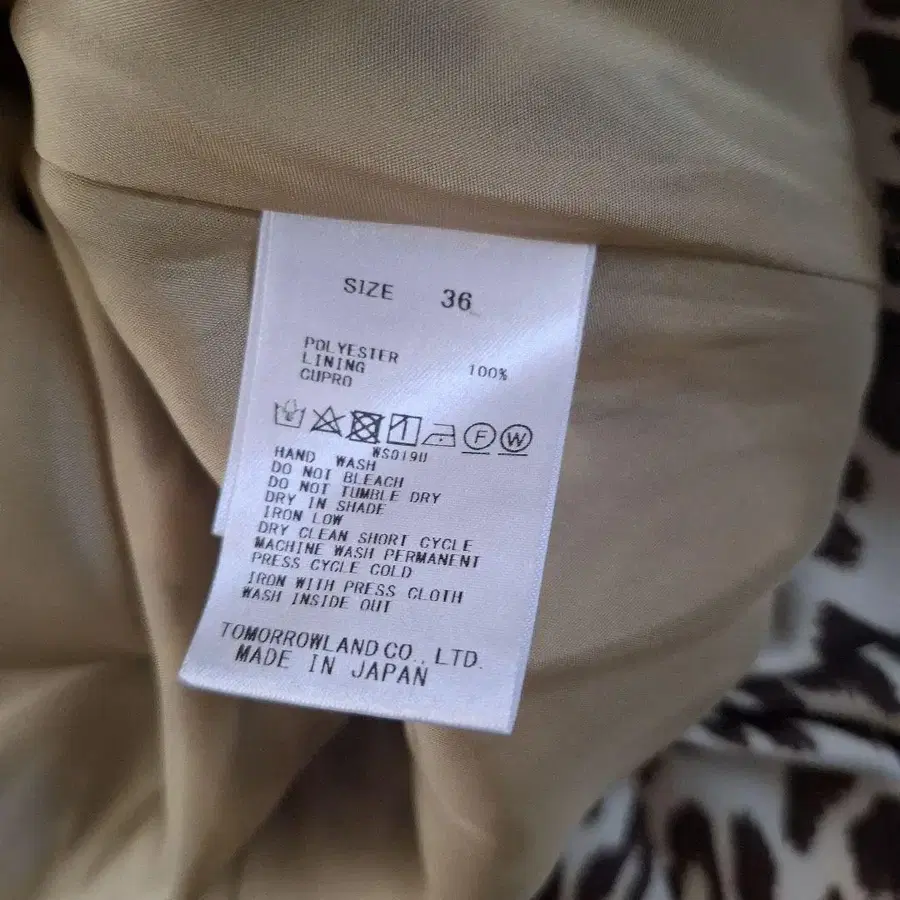 SIZE 36
POLYESTER 100%
LINING
CUPRO
F W
WS019U
HAND WASH
DO NOT BLEACH
DO NOT TUMBLE DRY
DRY IN SHADE
IRON LOW
DRY CLEAN SHORT CYCLE
MACHINE WASH PERMANENT
PRESS CYCLE COLD
IRON WITH PRESS CLOTH
WASH INSIDE OUT
TOMORROWLAND CO., LTD.
MADE IN JAPAN